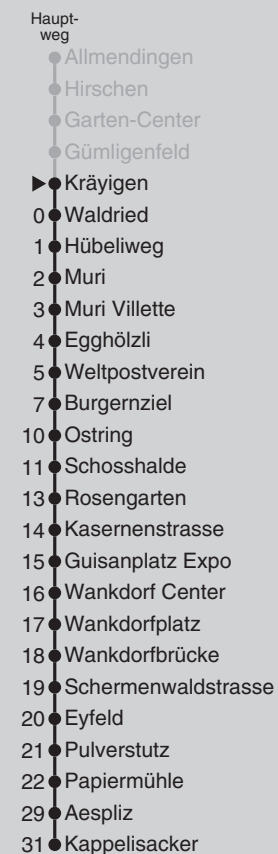 Haupt-
weg
Allmendingen
Hirschen
Garten-Center
Gümligenfeld
Kräyigen
0 Waldried
1 Hübeliweg
2 Muri
3 Muri Villette
4 Egghölzli
5 Weltpostverein
7 Burgernziel
10 Ostring
11 Schosshalde
13 Rosengarten
14 Kasernenstrasse
15 Guisanplatz Expo
16 Wankdorf Center
17 Wankdorfplatz
18 Wankdorfbrücke
19 Schermenwaldstrasse
20 Eyfeld
21 Pulverstutz
22 Papiermühle
29 Aespliz
31 Kappelisacker